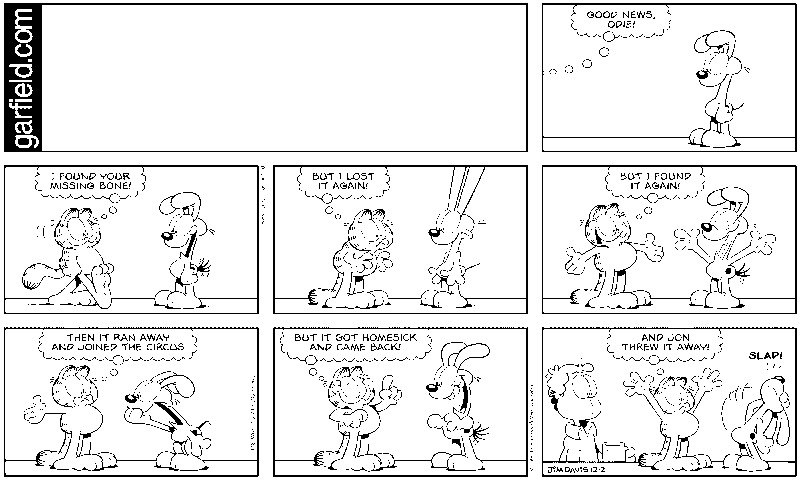 garfield.com
GOOD NEWS,
ODIE!
I FOUND YOUR
MISSING BONE!
BUT I LOST
IT AGAIN!
BUT I FOUND
IT AGAIN!
THEN IT RAN AWAY
AND JOINED THE CIRCUS
BUT IT GOT HOMESICK
AND CAME BACK!
AND JON
THREW IT AWAY!
SLAP!
JIM DAVIS 12-2